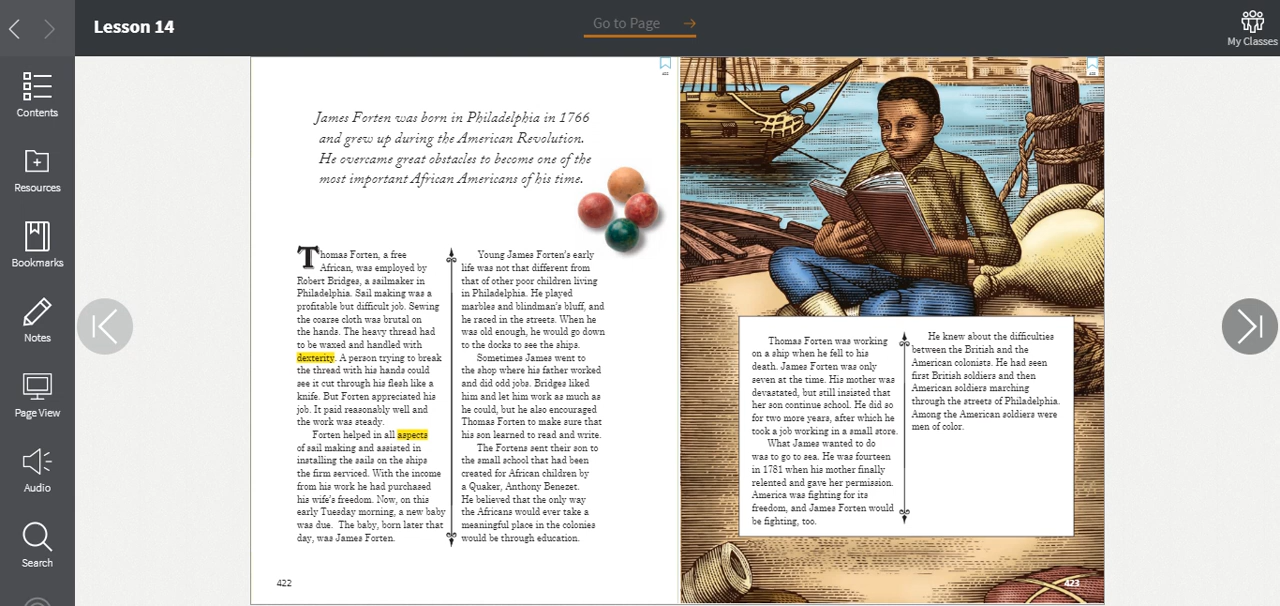 Lesson 14
Go to Page
My Classes
Contents
Resources
Bookmarks
Notes
Page View
Audio
Search
James Forten was born in Philadelphia in 1766
and grew up during the American Revolution.
He overcame great obstacles to become one of the
most important African Americans of his time.
Thomas Forten, a free
African, was employed by
Robert Bridges, a sailmaker in
Philadelphia. Sail making was a
profitable but difficult job. Sewing
the coarse cloth was brutal on
the hands. The heavy thread had
to be waxed and handled with
dexterity. A person trying to break
the thread with his hands could
see it cut through his flesh like a
knife. But Forten appreciated his
job. It paid reasonably well and
the work was steady.
Forten helped in all aspects
of sail making and assisted in
installing the sails on the ships
the firm serviced. With the income
from his work he had purchased
his wife's freedom. Now, on this
early Tuesday morning, a new baby
was due. The baby, born later that
day, was James Forten.
Young James Forten's early
life was not that different from
that of other poor children living
in Philadelphia. He played
marbles and blindman's bluff, and
he raced in the streets. When he
was old enough, he would go down
to the docks to see the ships.
Sometimes James went to
the shop where his father worked
and did odd jobs. Bridges liked
him and let him work as much as
he could, but he also encouraged
Thomas Forten to make sure that
his son learned to read and write.
The Fortens sent their son to
the small school that had been
created for African children by
a Quaker, Anthony Benezet.
He believed that the only way
the Africans would ever take a
meaningful place in the colonies
would be through education.
422
Thomas Forten was working
on a ship when he fell to his
death. James Forten was only
seven at the time. His mother was
devastated, but still insisted that
her son continue school. He did so
for two more years, after which he
took a job working in a small store.
What James wanted to do
was to go to sea. He was fourteen
in 1781 when his mother finally
relented and gave her permission.
America was fighting for its
freedom, and James Forten would
be fighting, too.
He knew about the difficulties
between the British and the
American colonists. He had seen
first British soldiers and then
American soldiers marching
through the streets of Philadelphia.
Among the American soldiers were
men of color.
423